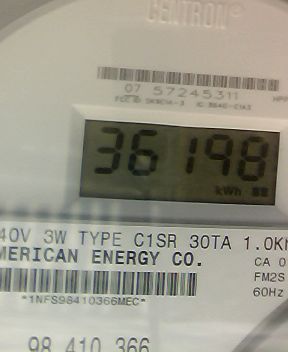 CENTRON®
07 57245311
36198
kWh
40V 3W TYPE C1SR 30TA 1.0K
MERICAN ENERGY CO.
CA 0
FM2S
*1NFS98410366MEC*
60Hz
98 410 366